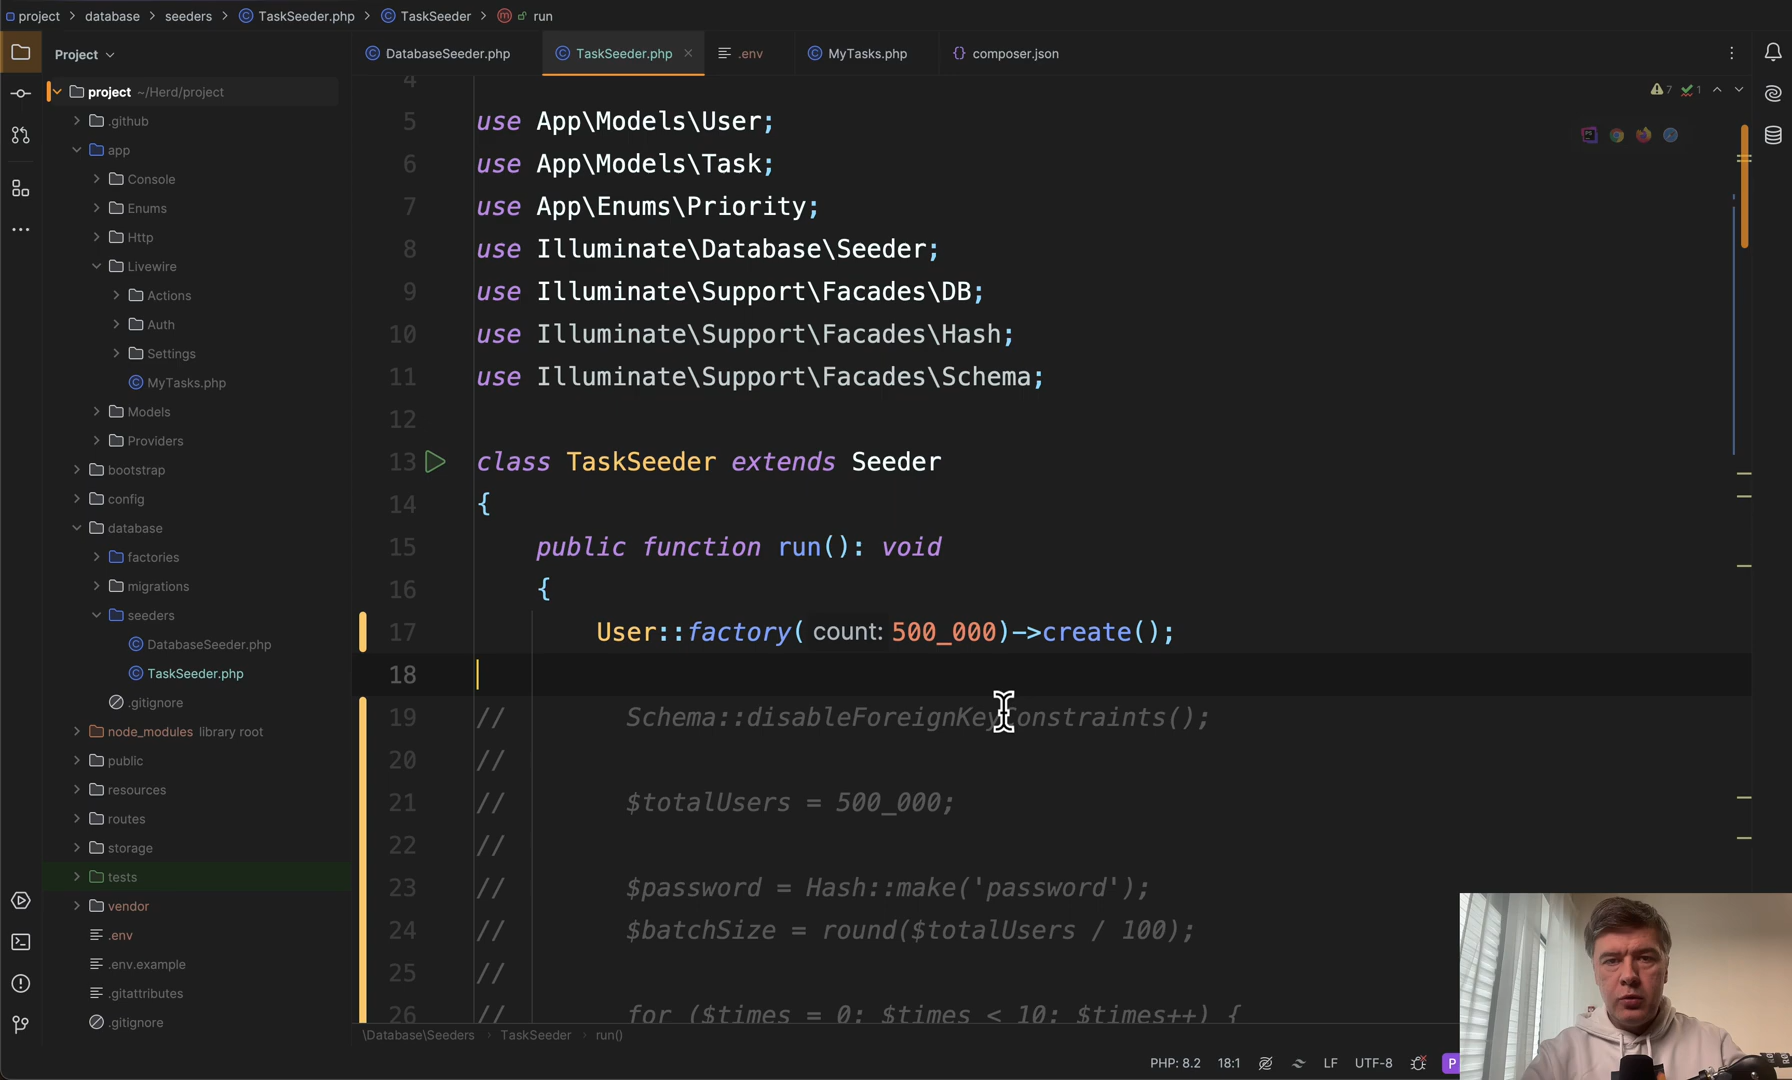 project > database > seeders > TaskSeeder.php > TaskSeeder > m run
Project
DatabaseSeeder.php
TaskSeeder.php
.env
MyTasks.php
{} composer.json
7
1
project ~/Herd/project
.github
app
Console
Enums
Http
Livewire
Actions
Auth
Settings
MyTasks.php
Models
Providers
bootstrap
config
database
factories
migrations
seeders
DatabaseSeeder.php
TaskSeeder.php
.gitignore
node_modules library root
public
resources
routes
storage
tests
vendor
.env
.env.example
.gitattributes
.gitignore
4
5 use App\Models\User;
6 use App\Models\Task;
7 use App\Enums\Priority;
8 use Illuminate\Database\Seeder;
9 use Illuminate\Support\Facades\DB;
10 use Illuminate\Support\Facades\Hash;
11 use Illuminate\Support\Facades\Schema;
12
13 class TaskSeeder extends Seeder
14 {
15 public function run(): void
16 {
17 User::factory( count: 500_000)->create();
18
19 // Schema::disableForeignKeyConstraints();
20 //
21 // $totalUsers = 500_000;
22 //
23 // $password = Hash::make('password');
24 // $batchSize = round($totalUsers / 100);
25 //
26 // for ($times = 0; $times < 10; $times++) {
\Database\Seeders > TaskSeeder > run()
PHP: 8.2 18:1 LF UTF-8 P